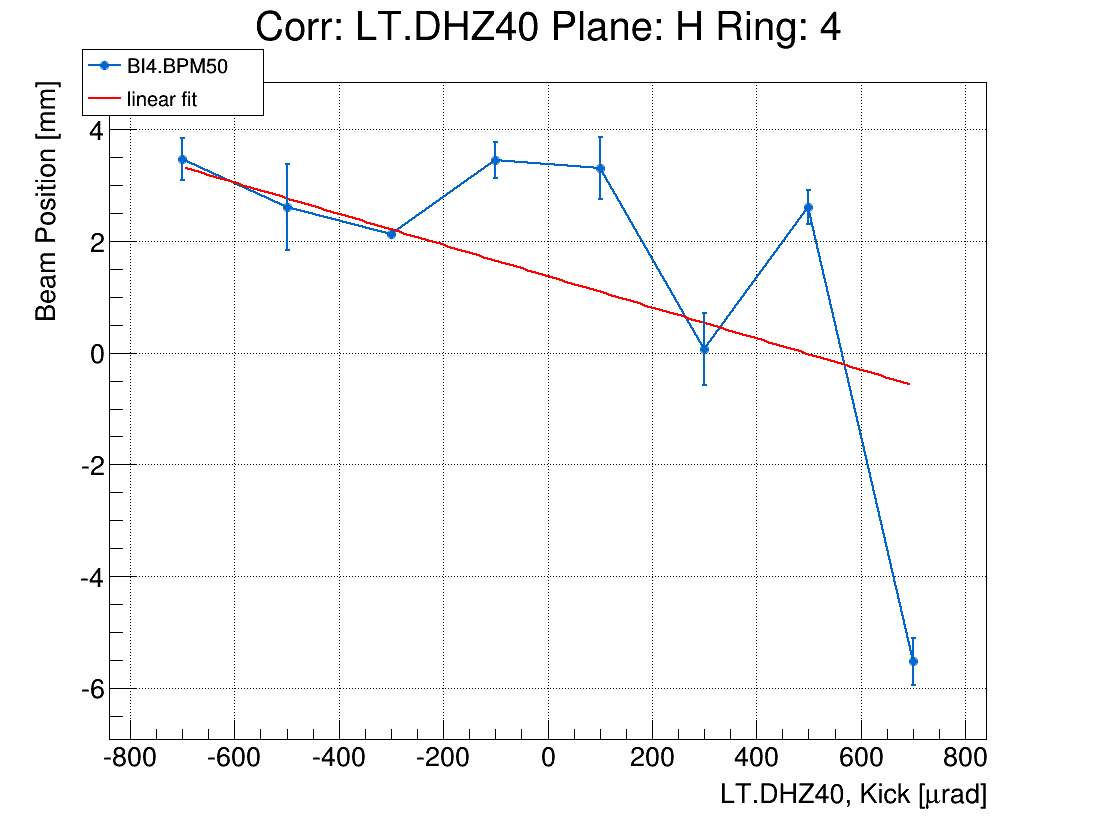 Corr: LT.DHZ40 Plane: H Ring: 4
BI4.BPM50
linear fit
Beam Position [mm]
4
2
0
-2
-4
-6
-800 -600 -400 -200 0 200 400 600 800
LT.DHZ40, Kick [μrad]